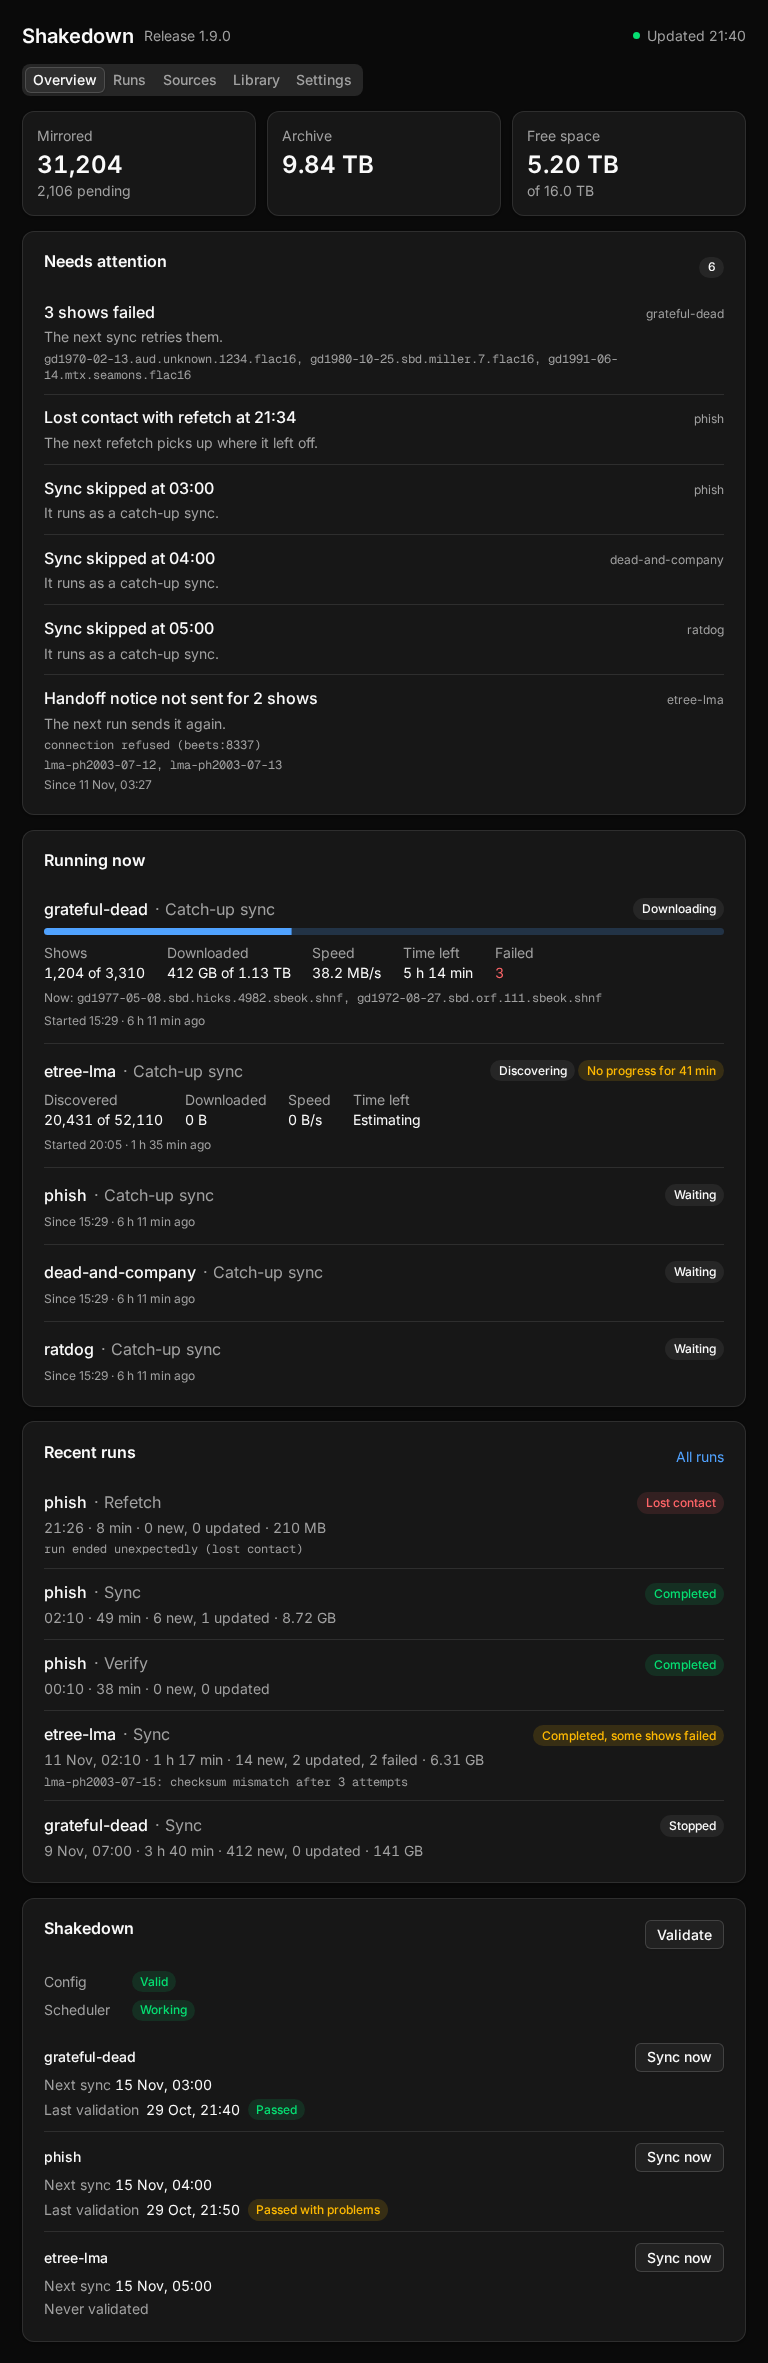 Shakedown Release 1.9.0
Updated 21:40
Overview Runs Sources Library Settings
Mirrored
31,204
2,106 pending
Archive
9.84 TB
Free space
5.20 TB
of 16.0 TB
Needs attention
6
3 shows failed
grateful-dead
The next sync retries them.
gd1970-02-13.aud.unknown.1234.flac16, gd1980-10-25.sbd.miller.7.flac16, gd1991-06-
14.mtx.seamons.flac16
Lost contact with refetch at 21:34
phish
The next refetch picks up where it left off.
Sync skipped at 03:00
phish
It runs as a catch-up sync.
Sync skipped at 04:00
dead-and-company
It runs as a catch-up sync.
Sync skipped at 05:00
ratdog
It runs as a catch-up sync.
Handoff notice not sent for 2 shows
etree-lma
The next run sends it again.
connection refused (beets:8337)
lma-ph2003-07-12, lma-ph2003-07-13
Since 11 Nov, 03:27
Running now
grateful-dead · Catch-up sync
Downloading
Shows Downloaded Speed Time left Failed
1,204 of 3,310 412 GB of 1.13 TB 38.2 MB/s 5 h 14 min 3
Now: gd1977-05-08.sbd.hicks.4982.sbeok.shnf, gd1972-08-27.sbd.orf.111.sbeok.shnf
Started 15:29 · 6 h 11 min ago
etree-lma · Catch-up sync
Discovering No progress for 41 min
Discovered Downloaded Speed Time left
20,431 of 52,110 0 B 0 B/s Estimating
Started 20:05 · 1 h 35 min ago
phish · Catch-up sync
Waiting
Since 15:29 · 6 h 11 min ago
dead-and-company · Catch-up sync
Waiting
Since 15:29 · 6 h 11 min ago
ratdog · Catch-up sync
Waiting
Since 15:29 · 6 h 11 min ago
Recent runs
All runs
phish · Refetch
Lost contact
21:26 · 8 min · 0 new, 0 updated · 210 MB
run ended unexpectedly (lost contact)
phish · Sync
Completed
02:10 · 49 min · 6 new, 1 updated · 8.72 GB
phish · Verify
Completed
00:10 · 38 min · 0 new, 0 updated
etree-lma · Sync
Completed, some shows failed
11 Nov, 02:10 · 1 h 17 min · 14 new, 2 updated, 2 failed · 6.31 GB
lma-ph2003-07-15: checksum mismatch after 3 attempts
grateful-dead · Sync
Stopped
9 Nov, 07:00 · 3 h 40 min · 412 new, 0 updated · 141 GB
Shakedown
Validate
Config Valid
Scheduler Working
grateful-dead
Sync now
Next sync 15 Nov, 03:00
Last validation 29 Oct, 21:40 Passed
phish
Sync now
Next sync 15 Nov, 04:00
Last validation 29 Oct, 21:50 Passed with problems
etree-lma
Sync now
Next sync 15 Nov, 05:00
Never validated